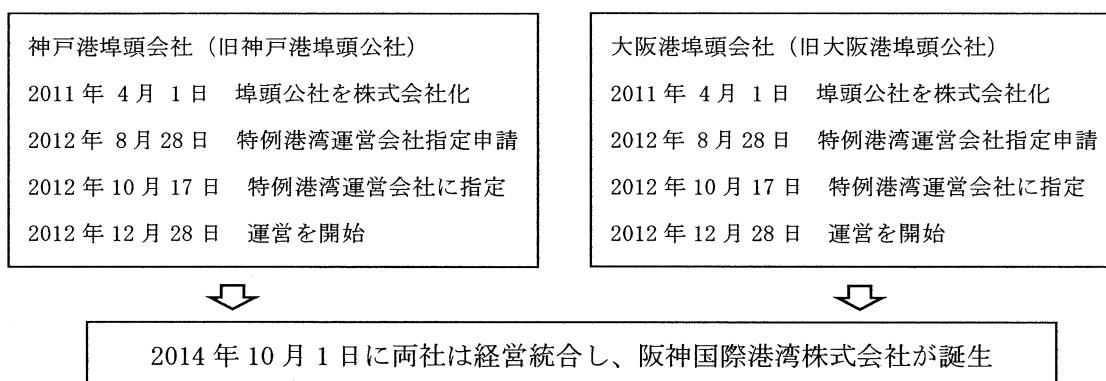 神戸港埠頭会社（旧神戸港埠頭公社）
2011年 4月 1日　埠頭公社を株式会社化
2012年 8月28日　特例港湾運営会社指定申請
2012年10月17日　特例港湾運営会社に指定
2012年12月28日　運営を開始
大阪港埠頭会社（旧大阪港埠頭公社）
2011年 4月 1日　埠頭公社を株式会社化
2012年 8月28日　特例港湾運営会社指定申請
2012年10月17日　特例港湾運営会社に指定
2012年12月28日　運営を開始
2014年10月1日に両社は経営統合し、阪神国際港湾株式会社が誕生